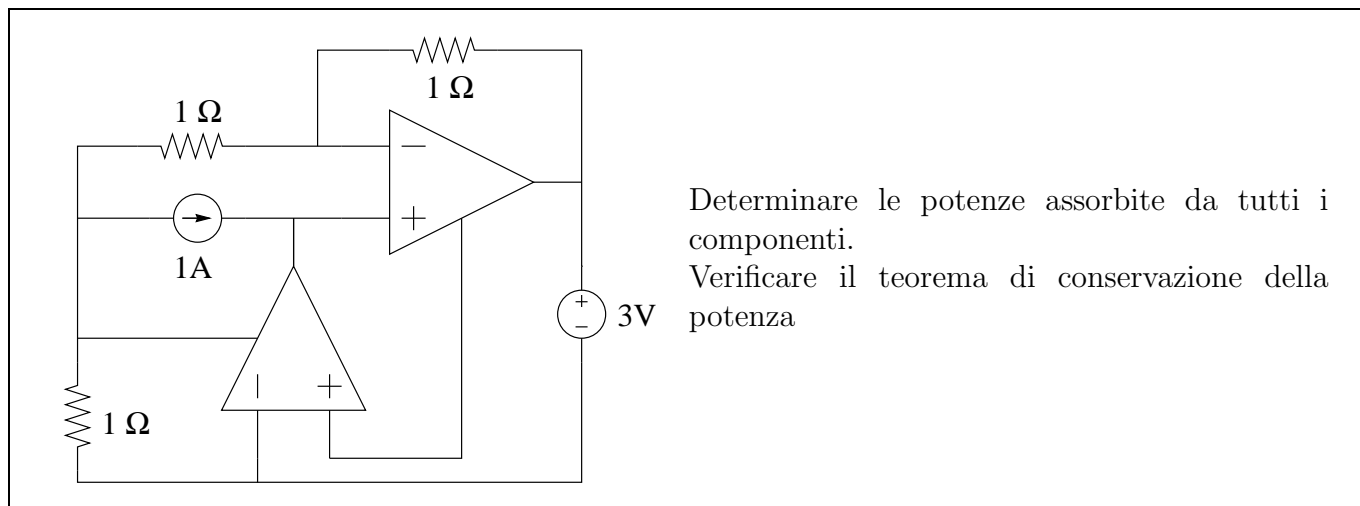 1 Ω
1 Ω
−
+
1A
+
−
3V
−
+
1 Ω
Determinare le potenze assorbite da tutti i
componenti.
Verificare il teorema di conservazione della
potenza